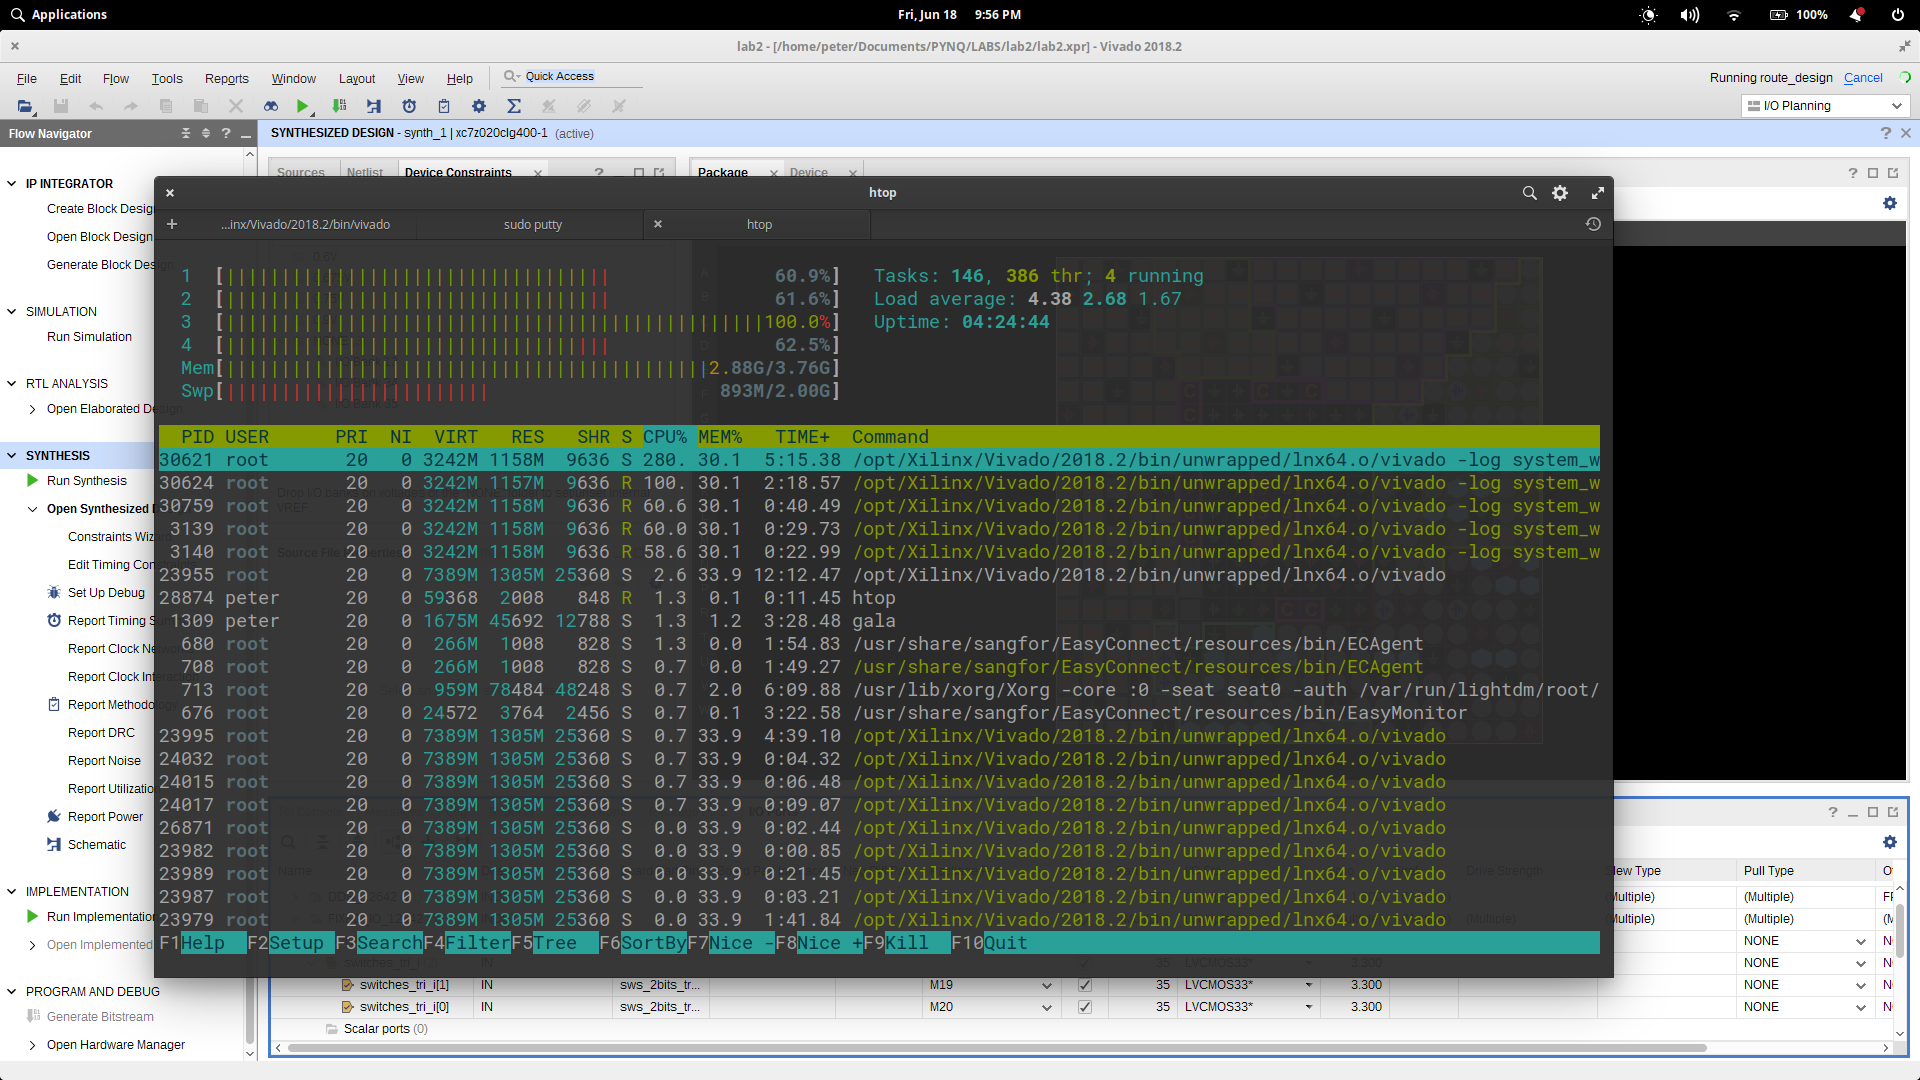 Applications
Fri, Jun 18 9:56 PM
100%
lab2 - [/home/peter/Documents/PYNQ/LABS/lab2/lab2.xpr] - Vivado 2018.2
File Edit Flow Tools Reports Window Layout View Help Quick Access
Running route_design Cancel
I/O Planning
Flow Navigator
SYNTHESIZED DESIGN - synth_1 | xc7z020clg400-1 (active)
Sources Netlist Device Constraints Package Device
IP INTEGRATOR
Create Block Design
Open Block Design
Generate Block Design
SIMULATION
Run Simulation
RTL ANALYSIS
Open Elaborated Design
SYNTHESIS
Run Synthesis
Open Synthesized D
Constraints Wizard
Edit Timing Constraints
Set Up Debug
Report Timing Su
Report Clock Netw
Report Clock Interaction
Report Methodology
Report DRC
Report Noise
Report Utilization
Report Power
Schematic
IMPLEMENTATION
Run Implementation
Open Implemented
PROGRAM AND DEBUG
Generate Bitstream
Open Hardware Manager
htop
...inx/Vivado/2018.2/bin/vivado sudo putty htop
1 [ 60.9%] Tasks: 146, 386 thr; 4 running
2 [ 61.6%] Load average: 4.38 2.68 1.67
3 [ 100.0%] Uptime: 04:24:44
4 [ 62.5%]
Mem[ 2.88G/3.76G]
Swp[ 893M/2.00G]
PID USER PRI NI VIRT RES SHR S CPU% MEM% TIME+ Command
30621 root 20 0 3242M 1158M 9636 S 280. 30.1 5:15.38 /opt/Xilinx/Vivado/2018.2/bin/unwrapped/lnx64.o/vivado -log system_w
30624 root 20 0 3242M 1157M 9636 R 100. 30.1 2:18.57 /opt/Xilinx/Vivado/2018.2/bin/unwrapped/lnx64.o/vivado -log system_w
30759 root 20 0 3242M 1158M 9636 R 60.6 30.1 0:40.49 /opt/Xilinx/Vivado/2018.2/bin/unwrapped/lnx64.o/vivado -log system_w
3139 root 20 0 3242M 1158M 9636 R 60.0 30.1 0:29.73 /opt/Xilinx/Vivado/2018.2/bin/unwrapped/lnx64.o/vivado -log system_w
3140 root 20 0 3242M 1158M 9636 R 58.6 30.1 0:22.99 /opt/Xilinx/Vivado/2018.2/bin/unwrapped/lnx64.o/vivado -log system_w
23955 root 20 0 7389M 1305M 25360 S 2.6 33.9 12:12.47 /opt/Xilinx/Vivado/2018.2/bin/unwrapped/lnx64.o/vivado
28874 peter 20 0 59368 2008 848 R 1.3 0.1 0:11.45 htop
1309 peter 20 0 1675M 45692 12788 S 1.3 1.2 3:28.48 gala
680 root 20 0 266M 1008 828 S 1.3 0.0 1:54.83 /usr/share/sangfor/EasyConnect/resources/bin/ECAgent
708 root 20 0 266M 1008 828 S 0.7 0.0 1:49.27 /usr/share/sangfor/EasyConnect/resources/bin/ECAgent
713 root 20 0 959M 78484 48248 S 0.7 2.0 6:09.88 /usr/lib/xorg/Xorg -core :0 -seat seat0 -auth /var/run/lightdm/root/
676 root 20 0 24572 3764 2456 S 0.7 0.1 3:22.58 /usr/share/sangfor/EasyConnect/resources/bin/EasyMonitor
23995 root 20 0 7389M 1305M 25360 S 0.7 33.9 4:39.10 /opt/Xilinx/Vivado/2018.2/bin/unwrapped/lnx64.o/vivado
24032 root 20 0 7389M 1305M 25360 S 0.7 33.9 0:04.32 /opt/Xilinx/Vivado/2018.2/bin/unwrapped/lnx64.o/vivado
24015 root 20 0 7389M 1305M 25360 S 0.7 33.9 0:06.48 /opt/Xilinx/Vivado/2018.2/bin/unwrapped/lnx64.o/vivado
24017 root 20 0 7389M 1305M 25360 S 0.7 33.9 0:09.07 /opt/Xilinx/Vivado/2018.2/bin/unwrapped/lnx64.o/vivado
26871 root 20 0 7389M 1305M 25360 S 0.0 33.9 0:02.44 /opt/Xilinx/Vivado/2018.2/bin/unwrapped/lnx64.o/vivado
23982 root 20 0 7389M 1305M 25360 S 0.0 33.9 0:00.85 /opt/Xilinx/Vivado/2018.2/bin/unwrapped/lnx64.o/vivado
23989 root 20 0 7389M 1305M 25360 S 0.0 33.9 0:21.45 /opt/Xilinx/Vivado/2018.2/bin/unwrapped/lnx64.o/vivado
23987 root 20 0 7389M 1305M 25360 S 0.0 33.9 0:03.21 /opt/Xilinx/Vivado/2018.2/bin/unwrapped/lnx64.o/vivado
23979 root 20 0 7389M 1305M 25360 S 0.0 33.9 1:41.84 /opt/Xilinx/Vivado/2018.2/bin/unwrapped/lnx64.o/vivado
F1Help F2Setup F3SearchF4FilterF5Tree F6SortByF7Nice -F8Nice +F9Kill F10Quit
Name Drive Strength Slew Type Pull Type
(Multiple) (Multiple)
(Multiple) (Multiple)
NONE
IN 35 LVCMOS33* 3.300 NONE
switches_tri_i[1] IN sws_2bits_tr... M19 35 LVCMOS33* 3.300 NONE
switches_tri_i[0] IN sws_2bits_tr... M20 35 LVCMOS33* 3.300 NONE
Scalar ports (0)